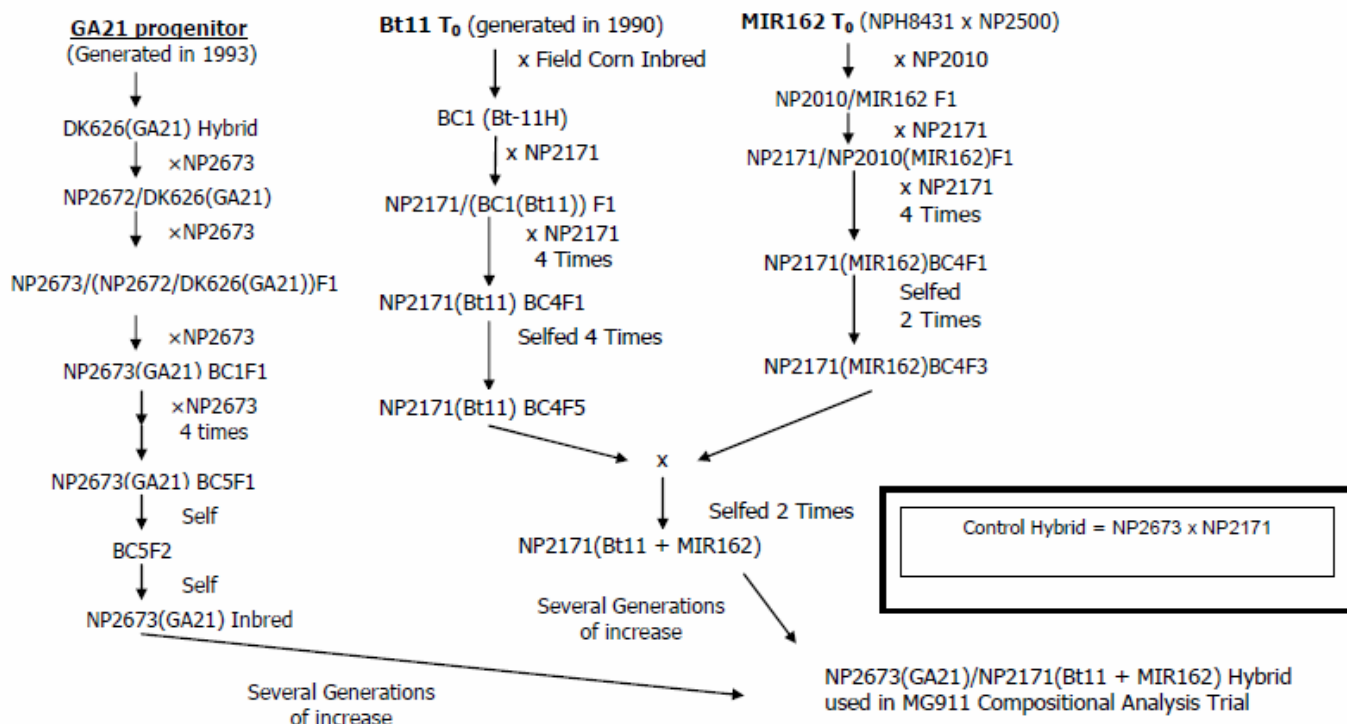 GA21 progenitor
(Generated in 1993)
DK626(GA21) Hybrid
×NP2673
NP2672/DK626(GA21)
×NP2673
NP2673/(NP2672/DK626(GA21))F1
×NP2673
NP2673(GA21) BC1F1
×NP2673
4 times
NP2673(GA21) BC5F1
Self
BC5F2
Self
NP2673(GA21) Inbred
Several Generations
of increase
Bt11 T0 (generated in 1990)
x Field Corn Inbred
BC1 (Bt-11H)
x NP2171
NP2171/(BC1(Bt11)) F1
x NP2171
4 Times
NP2171(Bt11) BC4F1
Selfed 4 Times
NP2171(Bt11) BC4F5
MIR162 T0 (NPH8431 x NP2500)
x NP2010
NP2010/MIR162 F1
x NP2171
NP2171/NP2010(MIR162)F1
x NP2171
4 Times
NP2171(MIR162)BC4F1
Selfed
2 Times
NP2171(MIR162)BC4F3
x
Selfed 2 Times
NP2171(Bt11 + MIR162)
Several Generations
of increase
Control Hybrid = NP2673 x NP2171
NP2673(GA21)/NP2171(Bt11 + MIR162) Hybrid
used in MG911 Compositional Analysis Trial